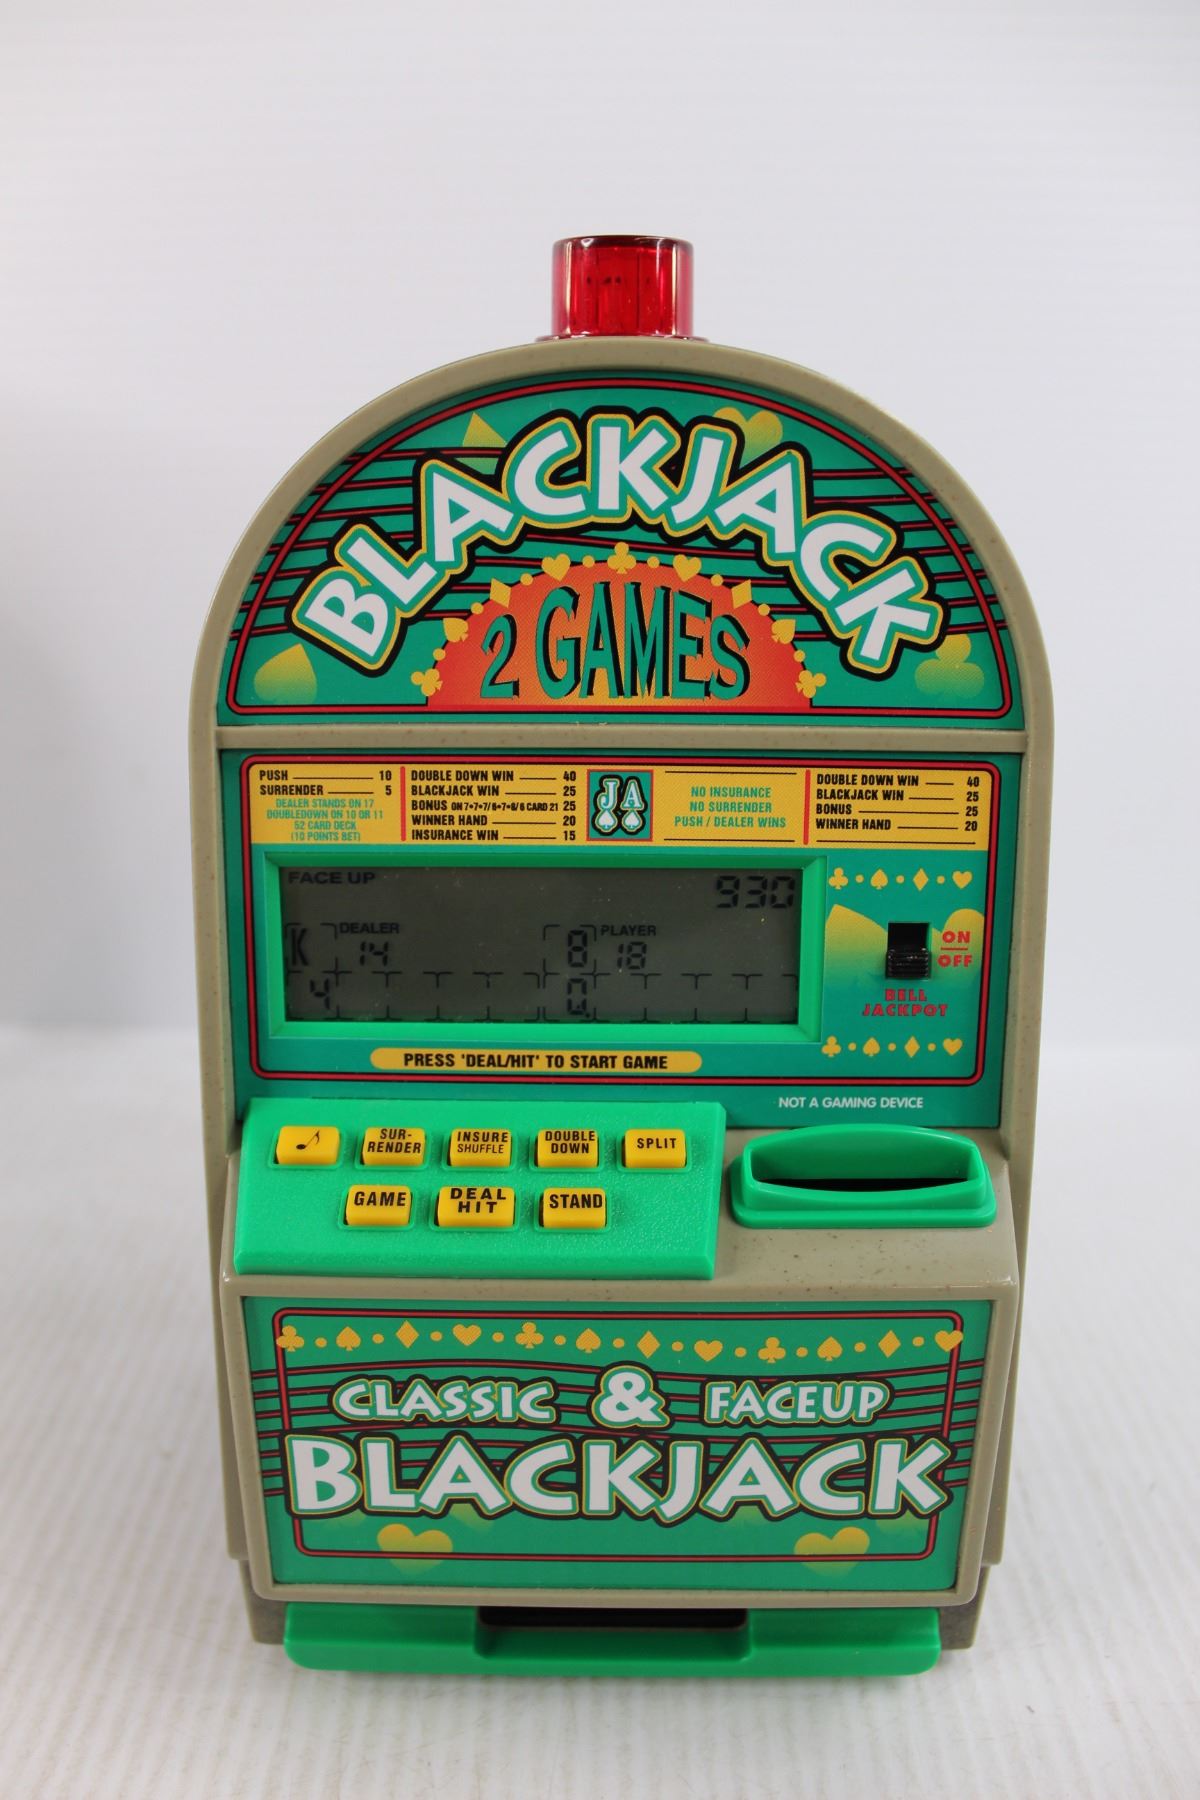 BLACKJACK
2 GAMES
PUSH 10
SURRENDER 5
DEALER STANDS ON 17
DOUBLEDOWN ON 10 OR 11
52 CARD DECK
(10 POINTS BET)
DOUBLE DOWN WIN 40
BLACKJACK WIN 25
BONUS ON 7•7•7/6•7•8/6 CARD 21 25
WINNER HAND 20
INSURANCE WIN 15
J A
NO INSURANCE
NO SURRENDER
PUSH / DEALER WINS
DOUBLE DOWN WIN 40
BLACKJACK WIN 25
BONUS 25
WINNER HAND 20
FACE UP
930
K DEALER 8 PLAYER
14 18
4 Q
ON
OFF
BELL
JACKPOT
PRESS 'DEAL/HIT' TO START GAME
NOT A GAMING DEVICE
SUR-
RENDER
INSURE
SHUFFLE
DOUBLE
DOWN
SPLIT
GAME
DEAL
HIT
STAND
CLASSIC & FACEUP
BLACKJACK